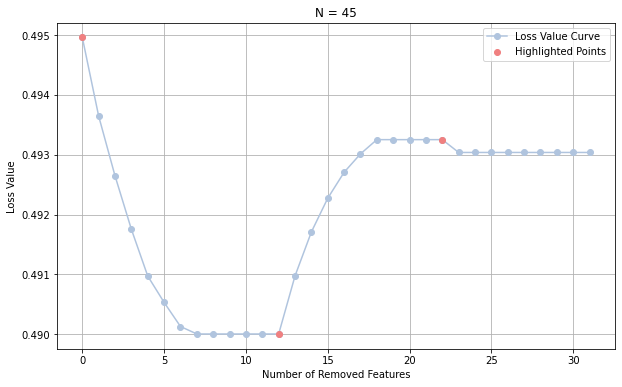 N = 45
Loss Value Curve
Highlighted Points
0.495
0.494
0.493
0.492
0.491
0.490
Loss Value
0 5 10 15 20 25 30
Number of Removed Features